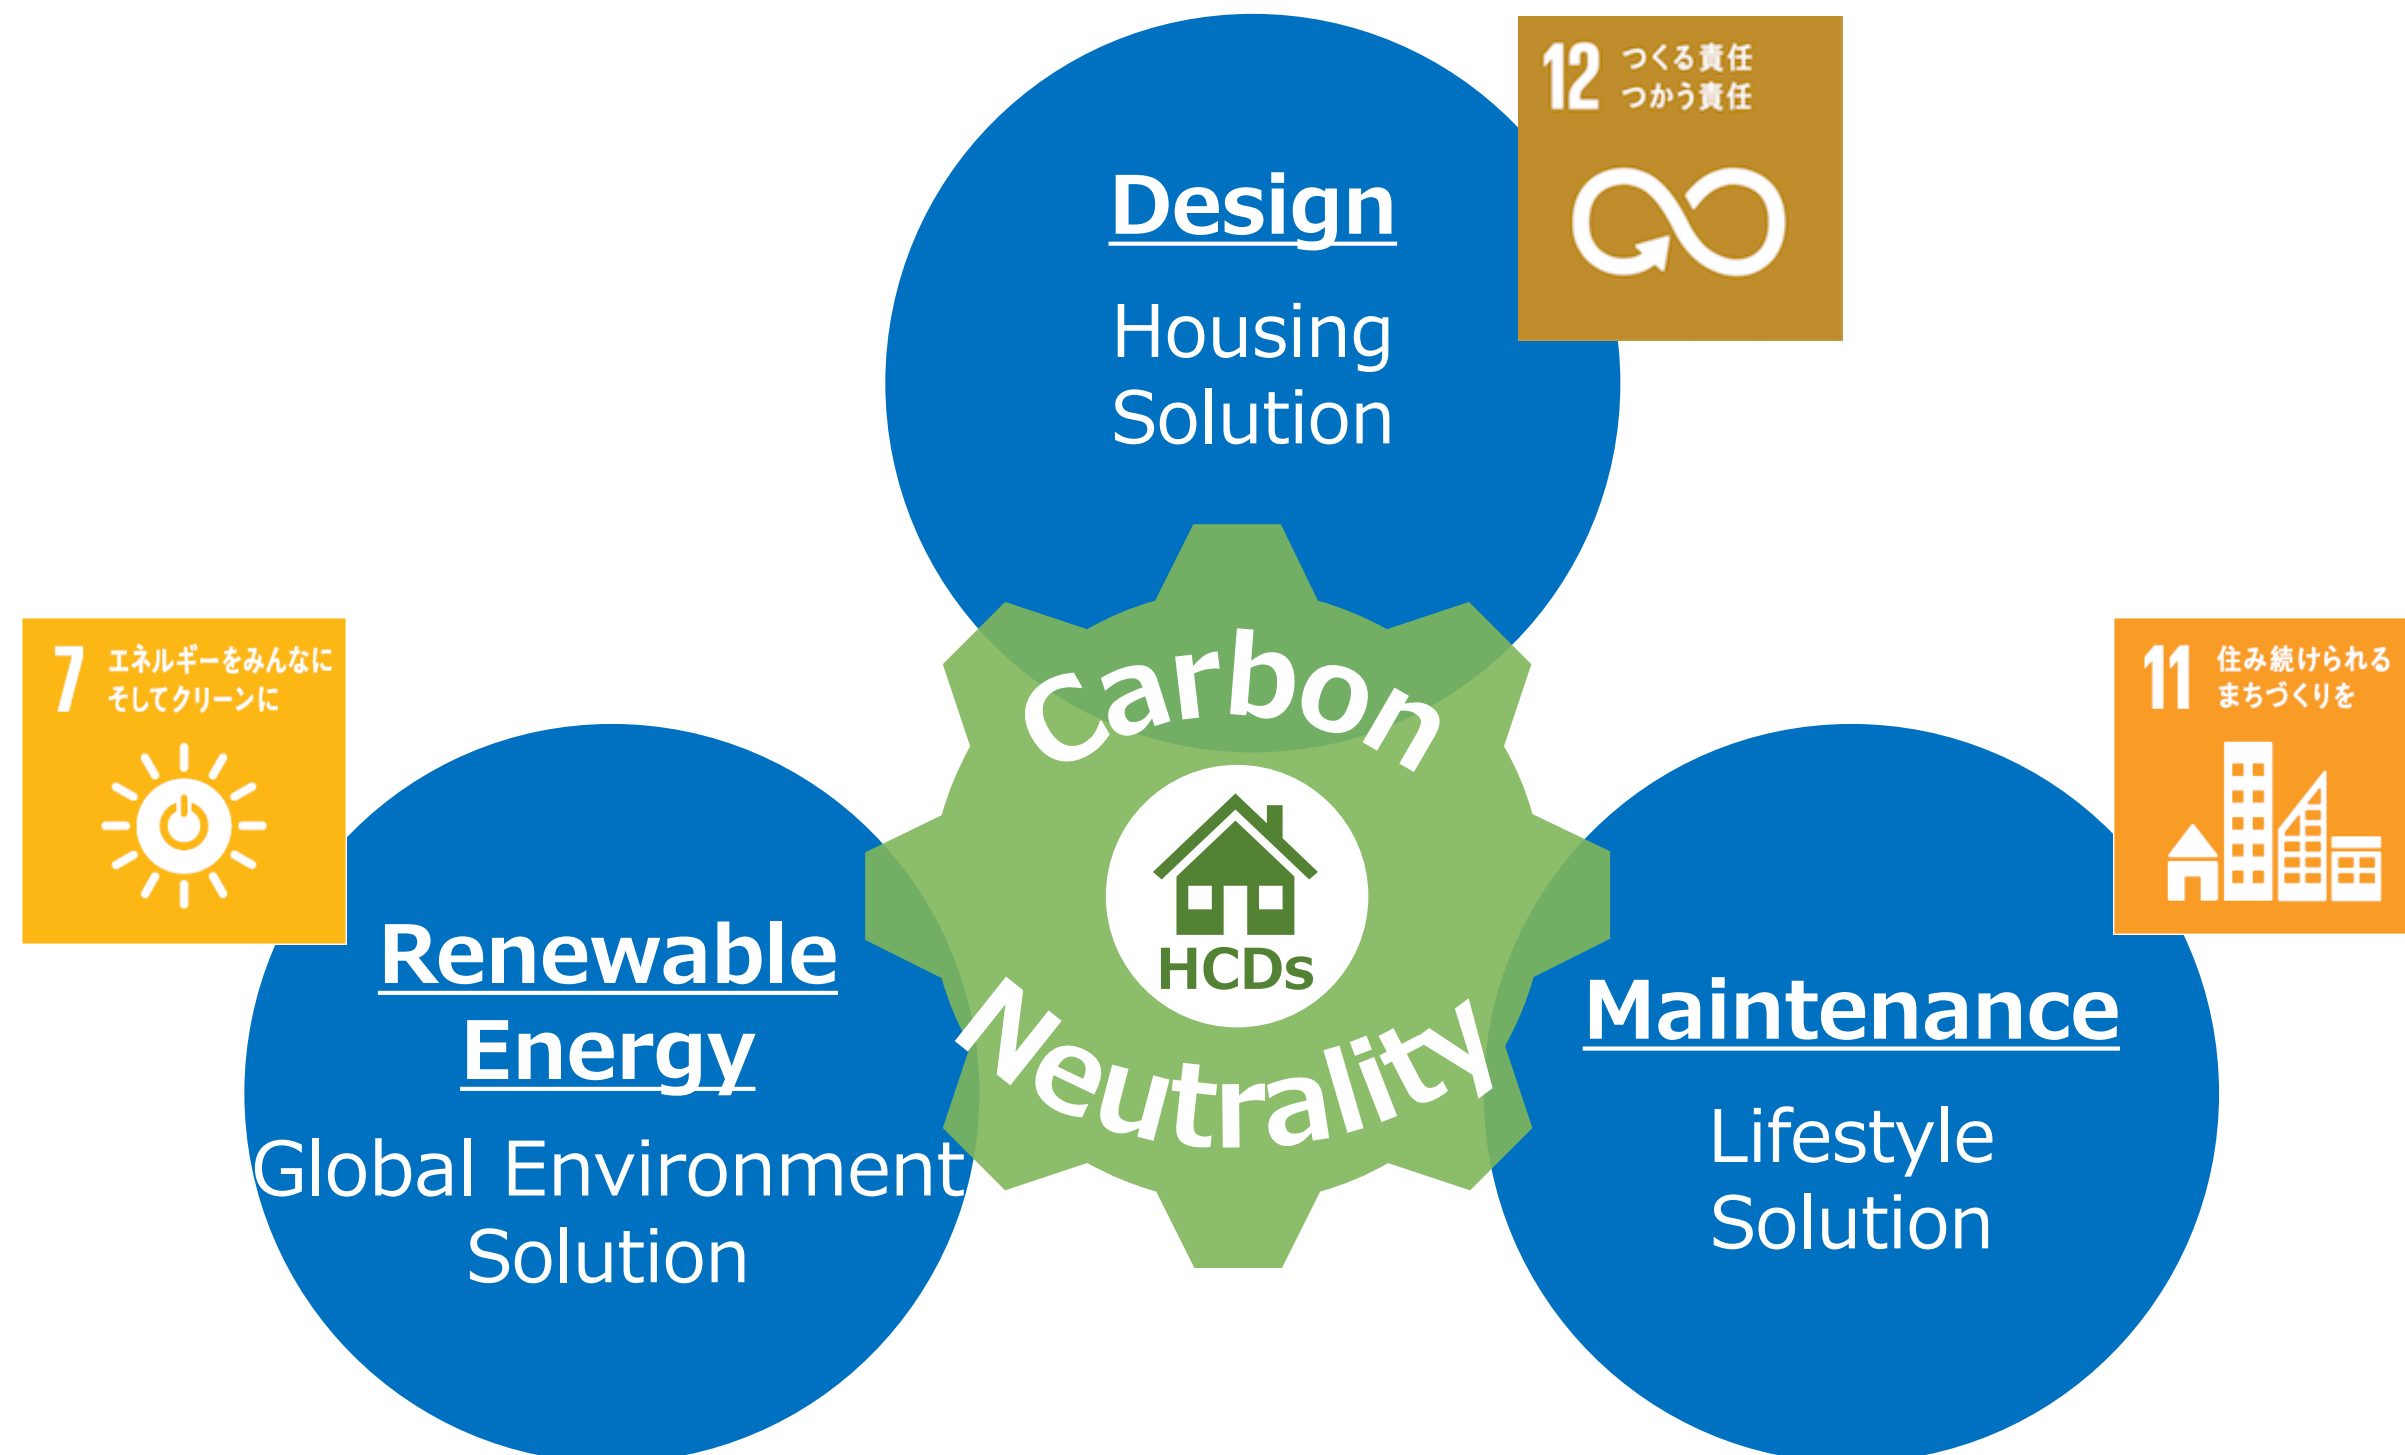 Design
Housing
Solution
12 つくる責任
つかう責任
7 エネルギーをみんなに
そしてクリーンに
Renewable
Energy
Global Environment
Solution
Carbon
HCDs
Neutrality
11 住み続けられる
まちづくりを
Maintenance
Lifestyle
Solution